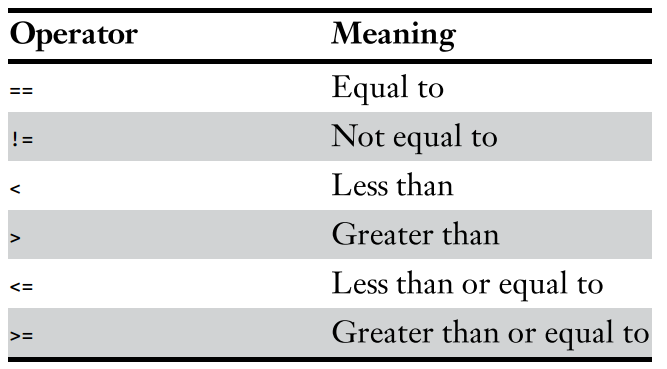 Operator Meaning
== Equal to
!= Not equal to
< Less than
> Greater than
<= Less than or equal to
>= Greater than or equal to